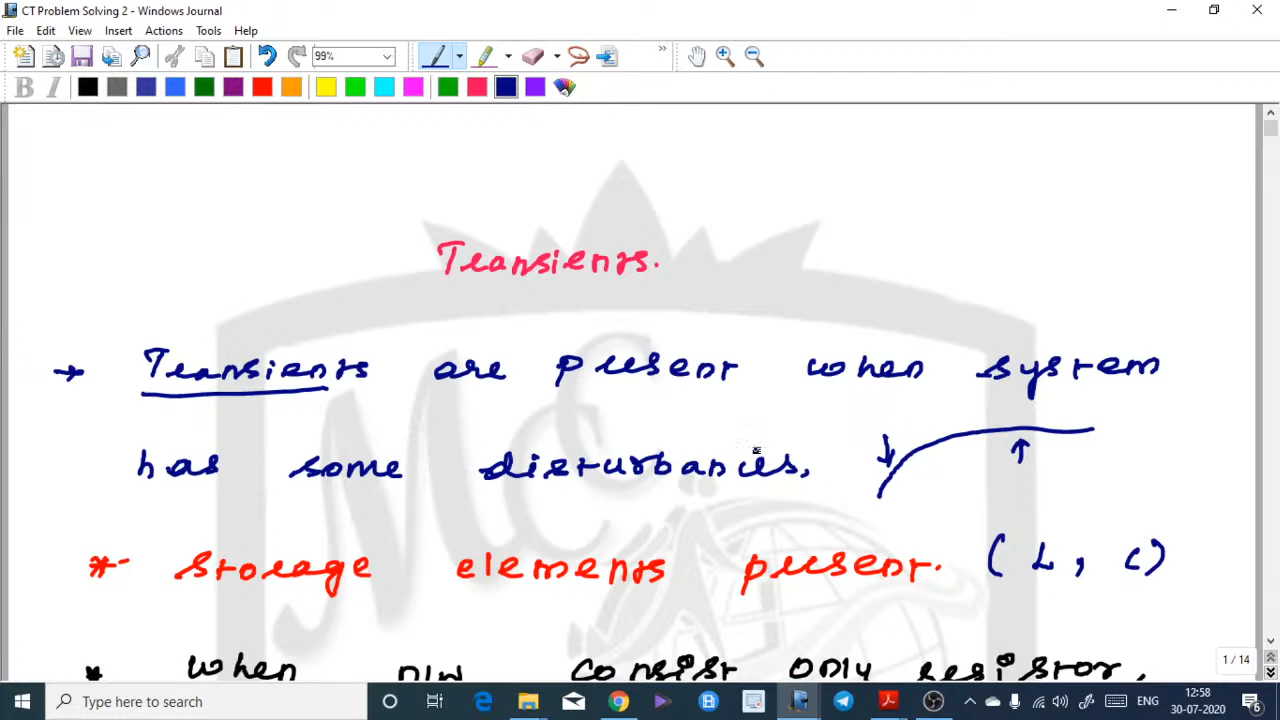 CT Problem Solving 2 - Windows Journal
File Edit View Insert Actions Tools Help
99%
B I
Transients.
→ Transients are present when system
has some disturbances.
* storage elements present. (L, C)
* when n/w consist only resistor,
1 / 14
Type here to search
ENG
12:58
30-07-2020
6
MCC